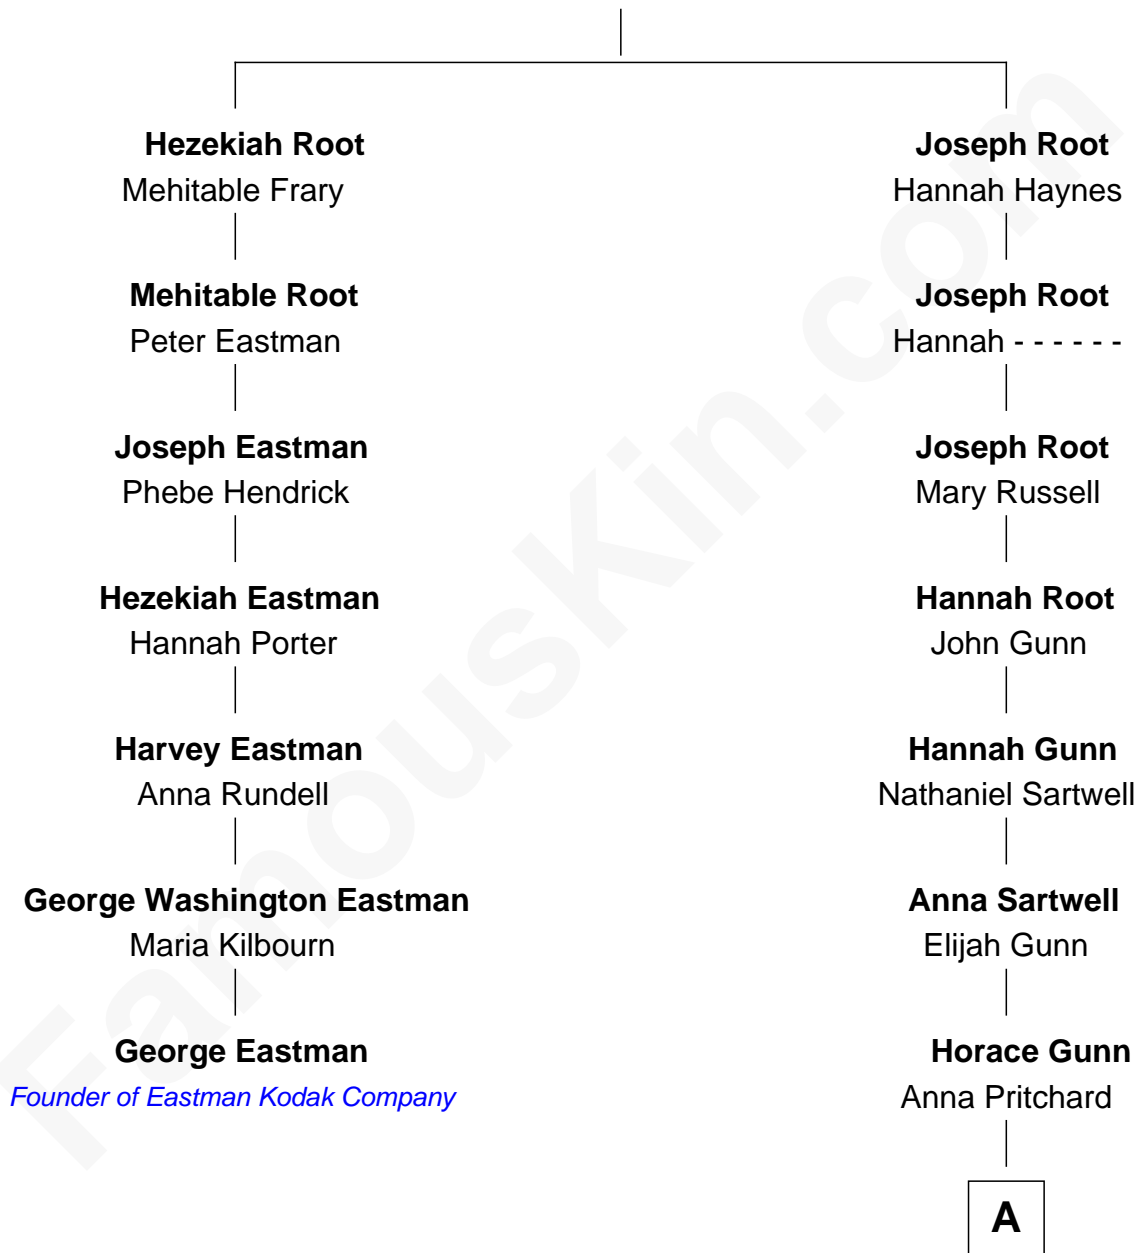 Hezekiah Root
Mehitable Frary
Mehitable Root
Peter Eastman
Joseph Eastman
Phebe Hendrick
Hezekiah Eastman
Hannah Porter
Harvey Eastman
Anna Rundell
George Washington Eastman
Maria Kilbourn
George Eastman
Founder of Eastman Kodak Company
Joseph Root
Hannah Haynes
Joseph Root
Hannah - - - - - -
Joseph Root
Mary Russell
Hannah Root
John Gunn
Hannah Gunn
Nathaniel Sartwell
Anna Sartwell
Elijah Gunn
Horace Gunn
Anna Pritchard
A
FamousKin.com